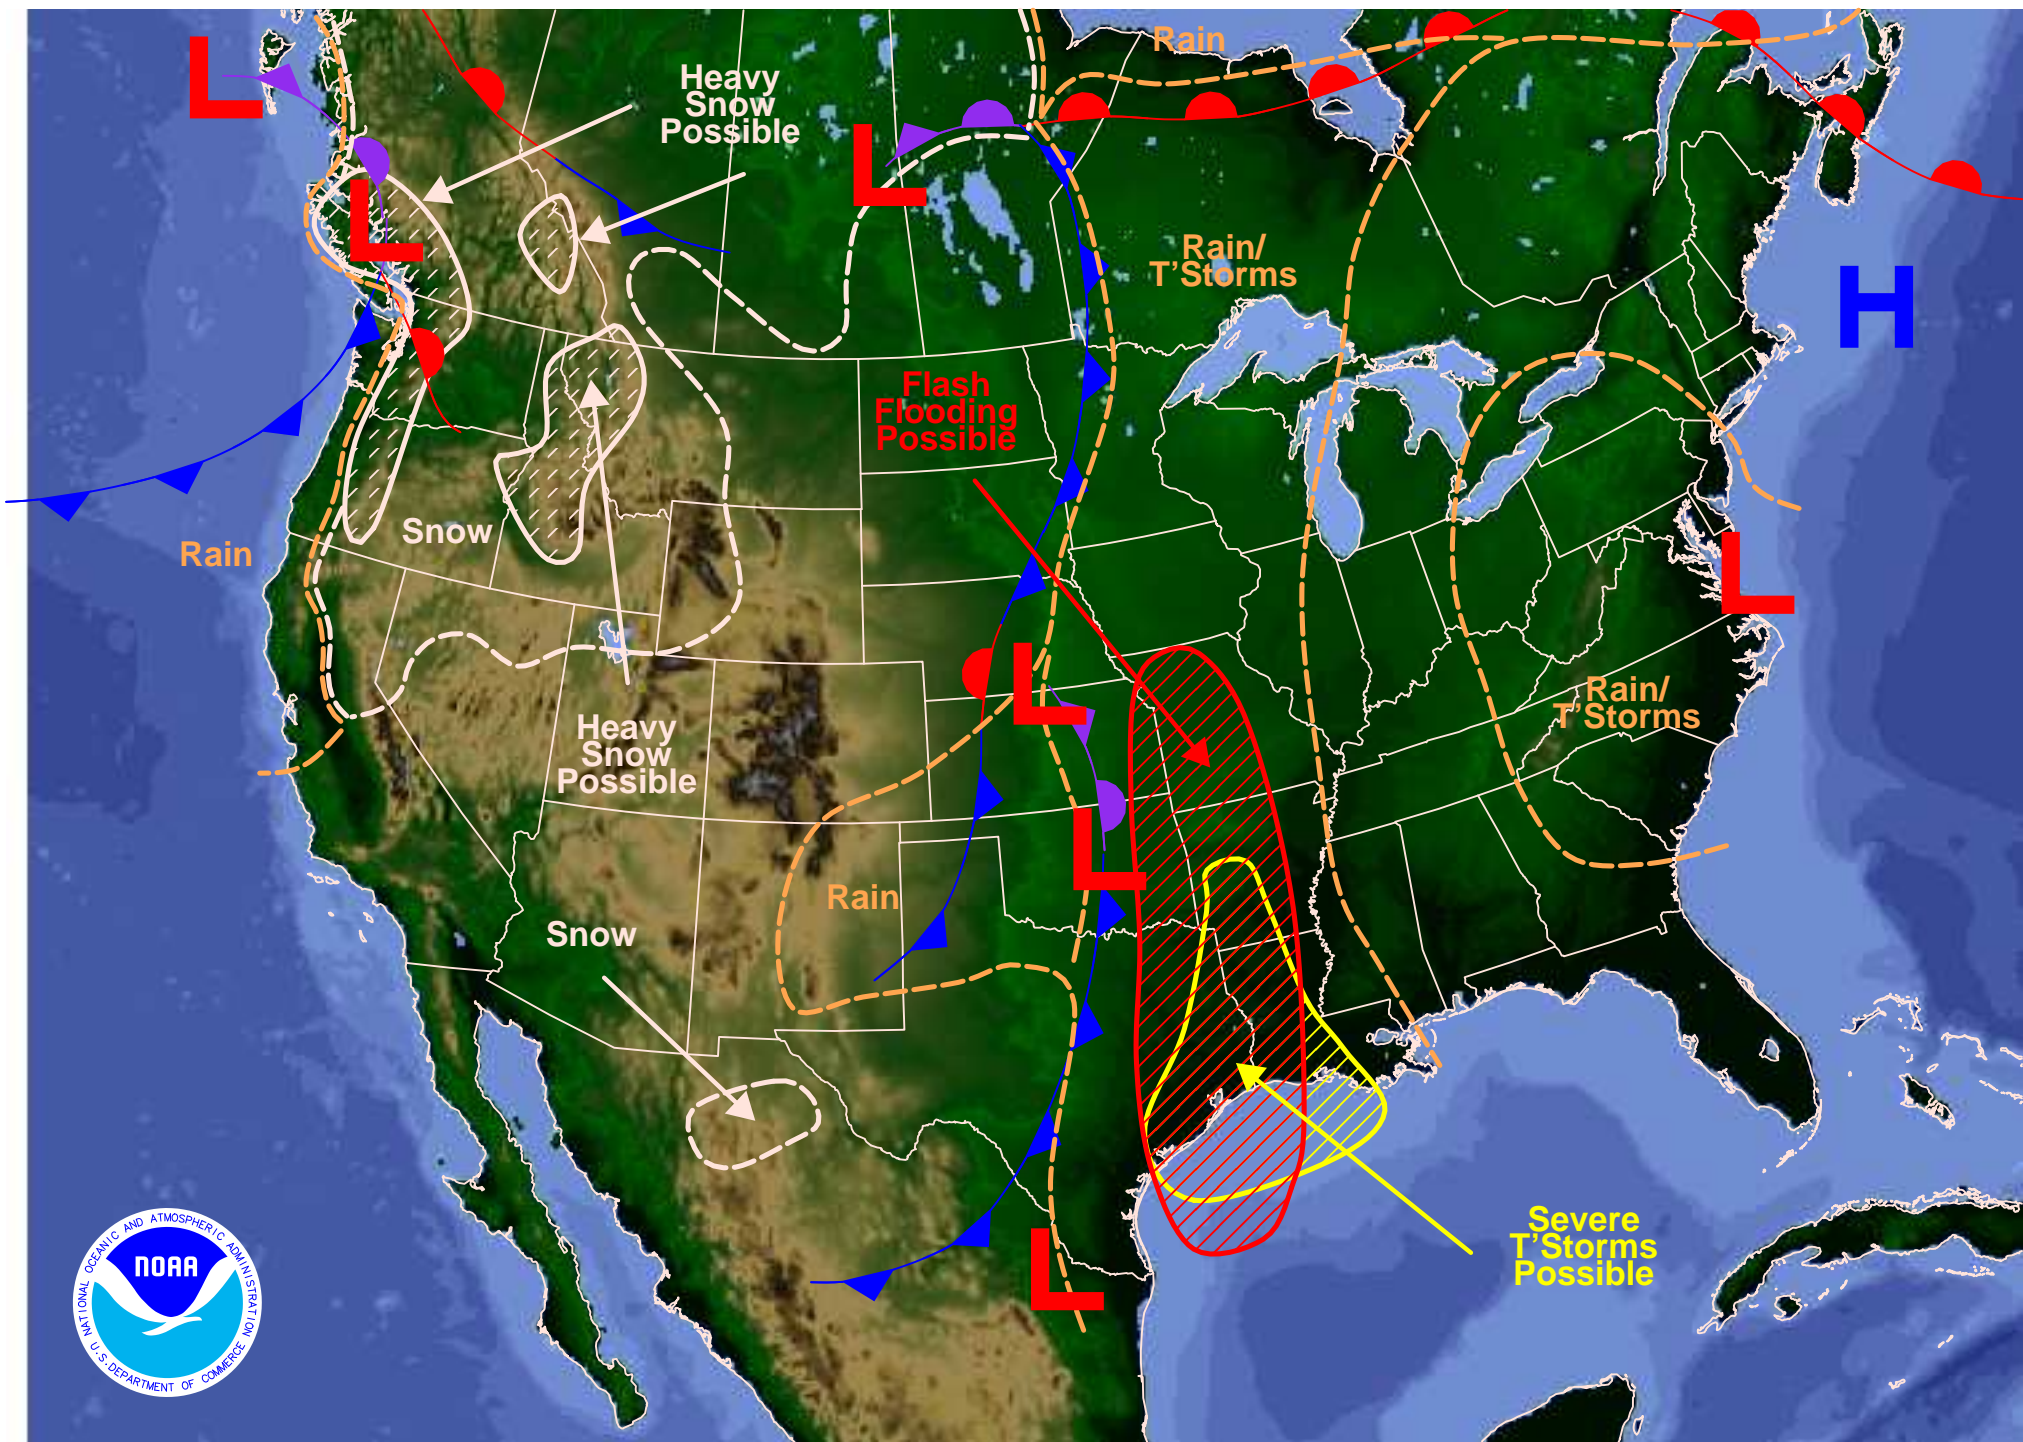 L
Rain
Heavy
Snow
Possible
L
L
Rain/
T'Storms
H
Flash
Flooding
Possible
Snow
Rain
L
L
Rain/
T'Storms
Heavy
Snow
Possible
L
Rain
Snow
Severe
T'Storms
Possible
L
NATIONAL OCEANIC AND ATMOSPHERIC ADMINISTRATION
NOAA
U.S. DEPARTMENT OF COMMERCE